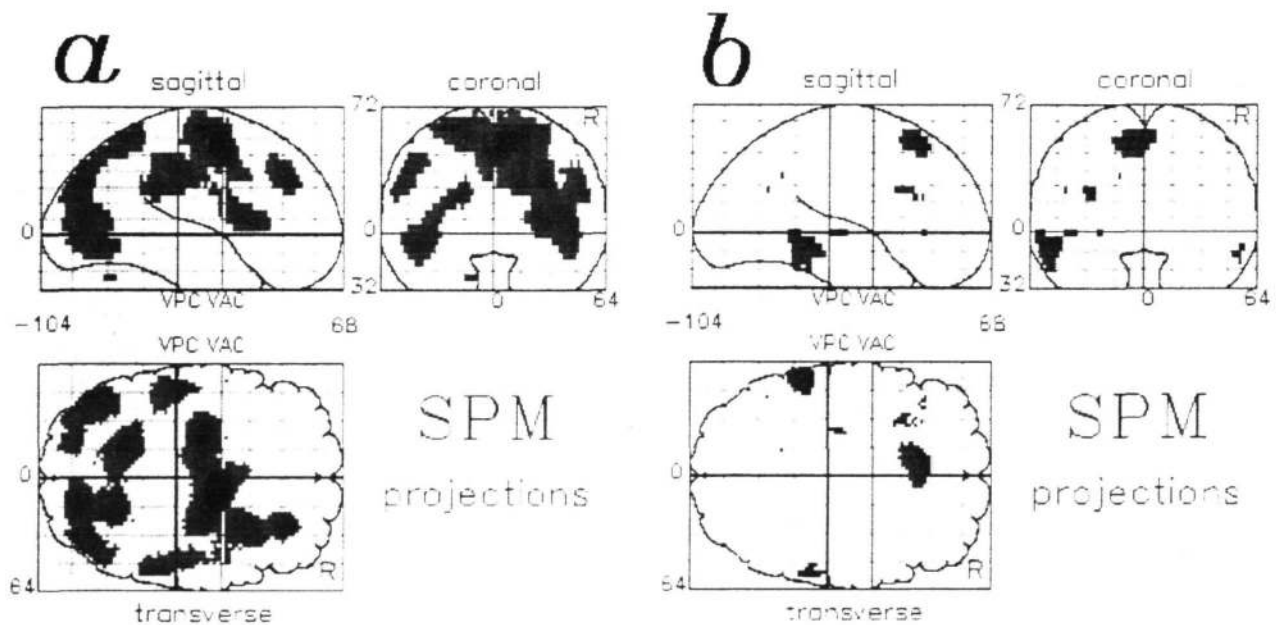 a
sagittal
coronal
72
R
0
0
32
VPC VAC
0
64
-104
68
VPC VAC
0
SPM
projections
64
R
transverse
b
sagittal
coronal
72
R
0
0
32
VPC VAC
0
64
-104
68
VPC VAC
0
SPM
projections
64
R
transverse